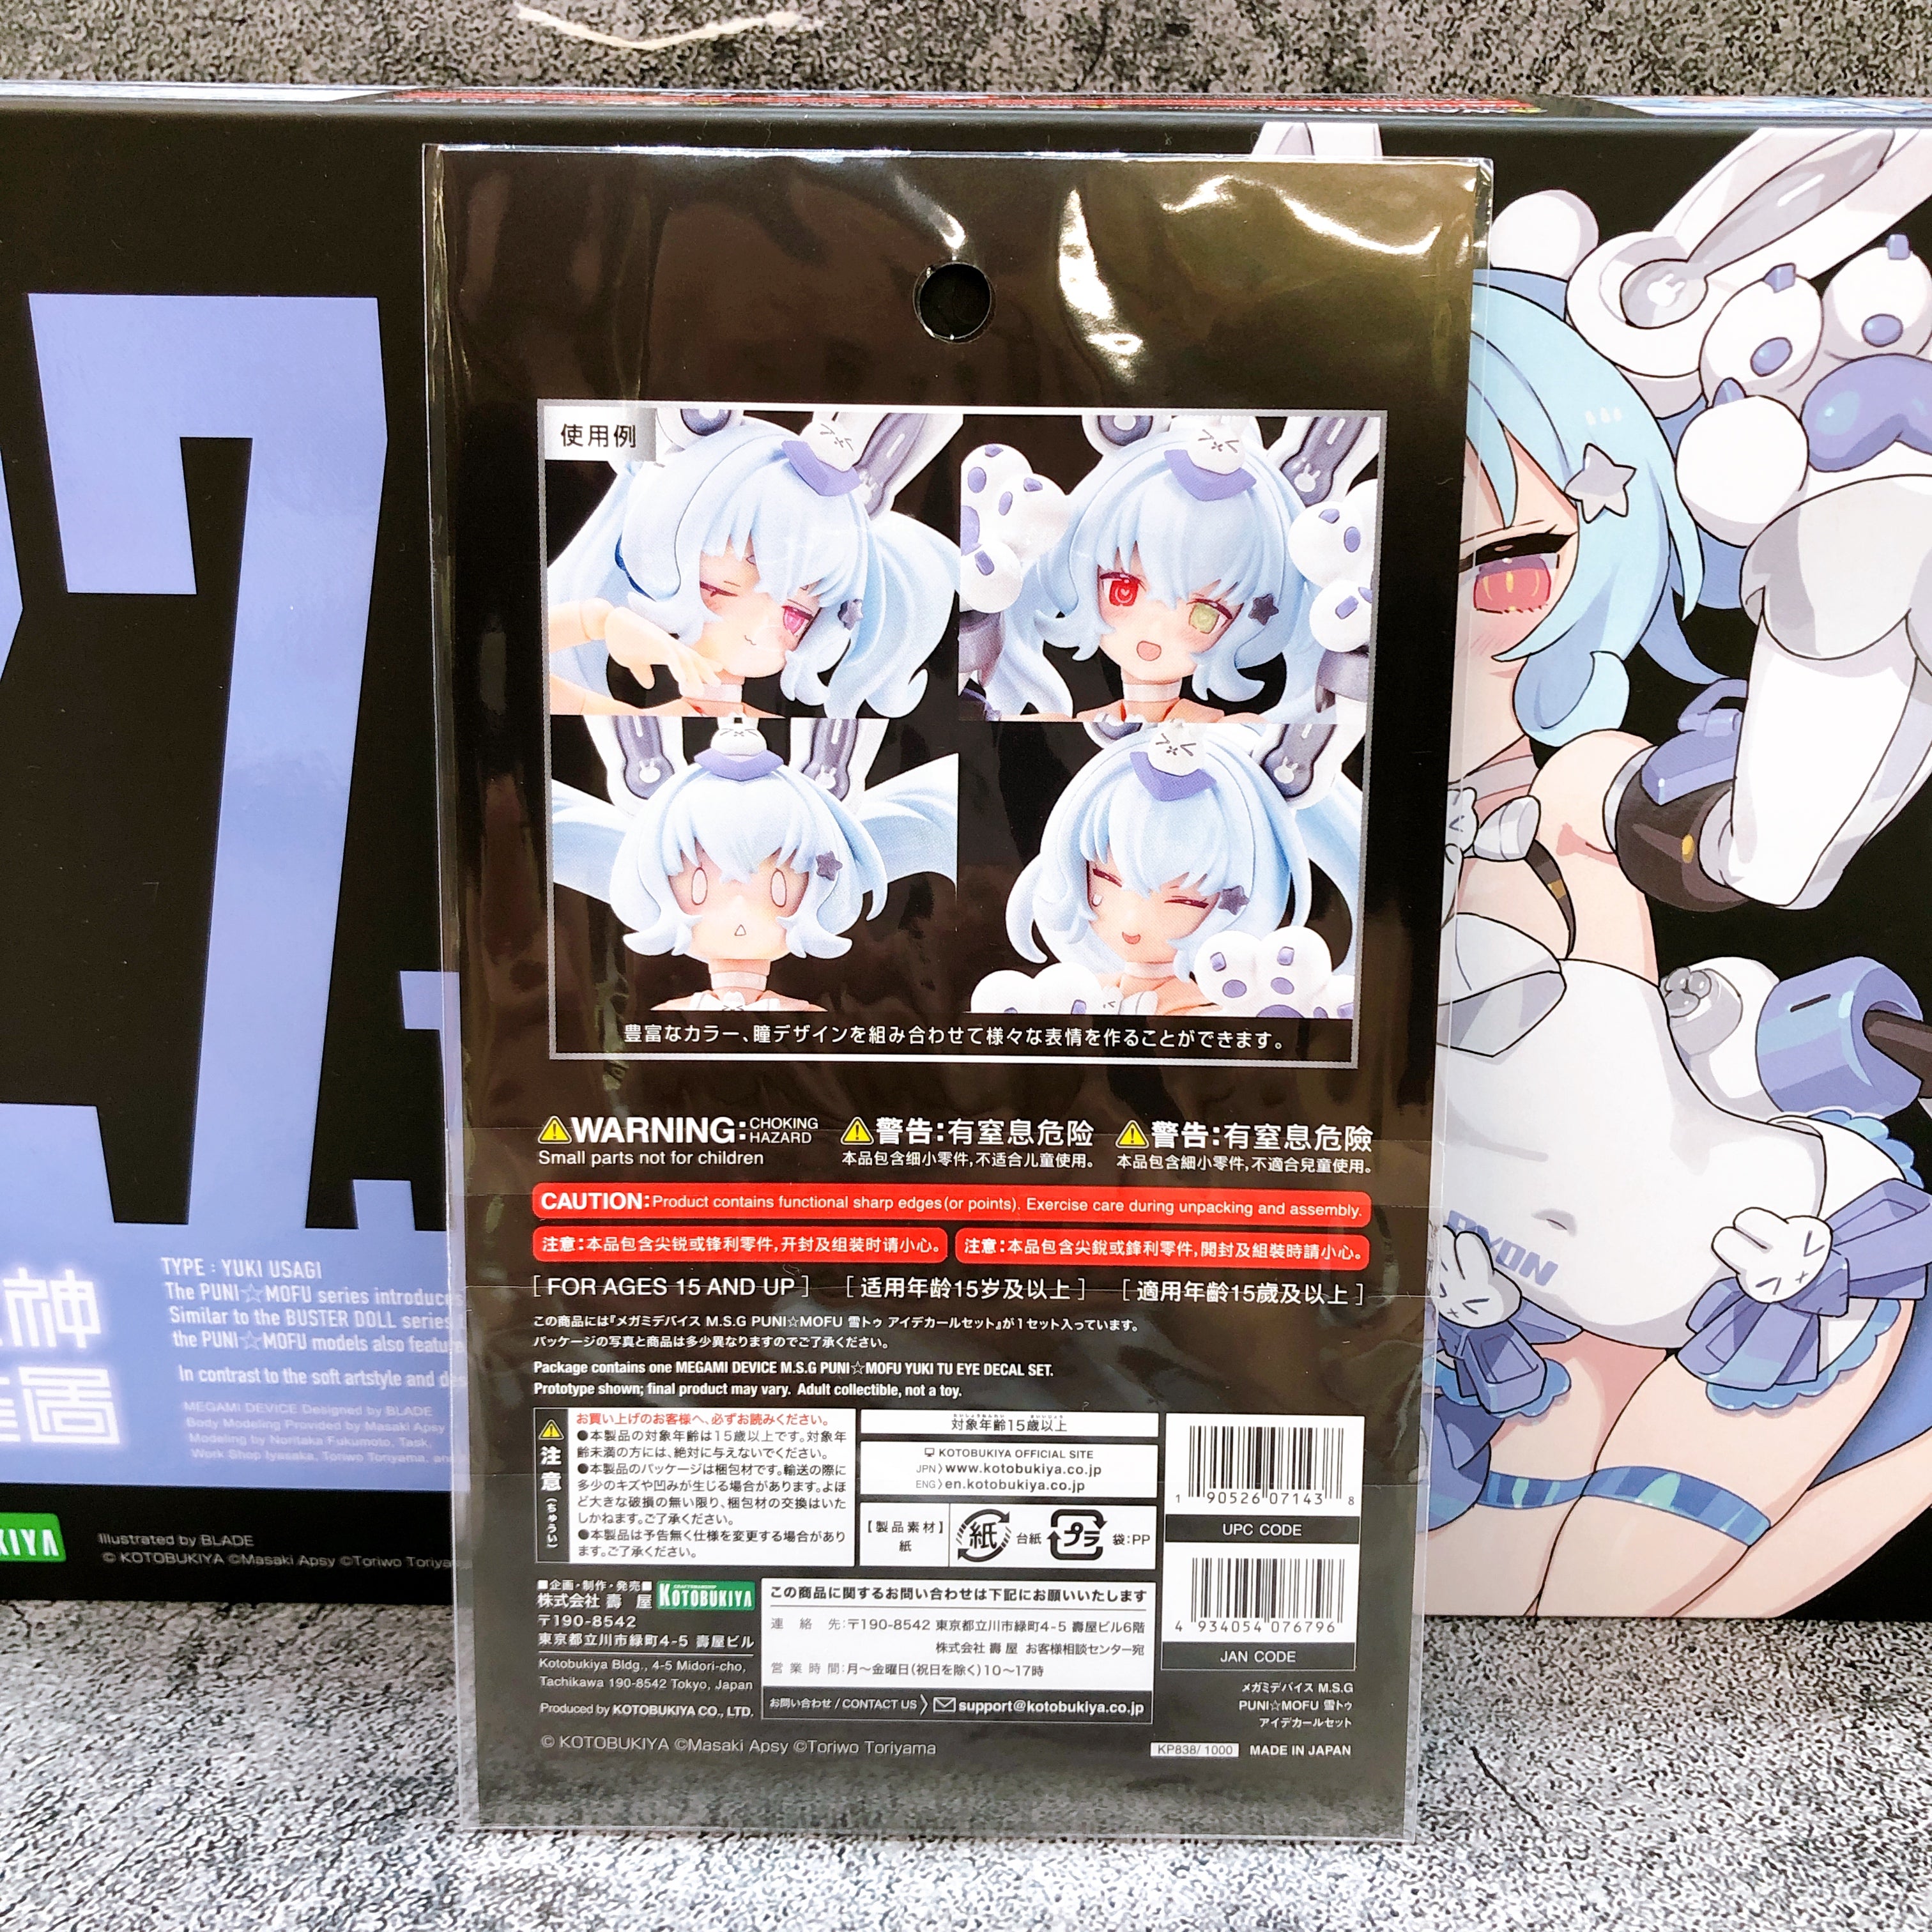 使用例
豊富なカラー、瞳デザインを組み合わせて様々な表情を作ることができます。
WARNING: CHOKING HAZARD
Small parts not for children
警告:有窒息危险
本品包含细小零件,不适合儿童使用。
警告:有窒息危險
本品包含細小零件,不適合兒童使用。
CAUTION: Product contains functional sharp edges(or points). Exercise care during unpacking and assembly.
注意:本品包含尖锐或锋利零件,开封及组装时请小心。
注意:本品包含尖銳或鋒利零件,開封及組裝時請小心。
[ FOR AGES 15 AND UP ] [ 适用年龄15岁及以上 ] [ 適用年齡15歲及以上 ]
この商品には『メガミデバイス M.S.G PUNI☆MOFU 雪トゥ アイデカールセット』が1セット入っています。
パッケージの写真と商品は多少異なりますのでご了承ください。
Package contains one MEGAMI DEVICE M.S.G PUNI☆MOFU YUKI TU EYE DECAL SET.
Prototype shown; final product may vary. Adult collectible, not a toy.
注意(ちゅうい)
お買い上げのお客様へ、必ずお読みください。
●本製品の対象年齢は15歳以上です。対象年
齢未満の方には、絶対に与えないでください。
●本製品のパッケージは梱包材です。輸送の際に
多少のキズや凹みが生じる場合があります。よほ
ど大きな破損の無い限り、梱包材の交換はいた
しかねます。ご了承ください。
●本製品は予告無く仕様を変更する場合があり
ます。ご了承ください。
対象年齢15歳以上
KOTOBUKIYA OFFICIAL SITE
JPN〉www.kotobukiya.co.jp
ENG〉en.kotobukiya.co.jp
【製品素材】
紙
紙 台紙 プラ 袋:PP
1 90526 07143 8
UPC CODE
4 934054 076796
JAN CODE
■企画・制作・発売■
株式会社 壽 屋
KOTOBUKIYA
〒190-8542
東京都立川市緑町4-5 壽屋ビル
Kotobukiya Bldg., 4-5 Midori-cho,
Tachikawa 190-8542 Tokyo, Japan
Produced by KOTOBUKIYA CO., LTD.
この商品に関するお問い合わせは下記にお願いいたします
連絡先:〒190-8542 東京都立川市緑町4-5 壽屋ビル6階
株式会社 壽 屋 お客様相談センター宛
営業時間:月〜金曜日(祝日を除く)10〜17時
お問い合わせ / CONTACT US 〉 support@kotobukiya.co.jp
メガミデバイス M.S.G
PUNI☆MOFU 雪トゥ
アイデカールセット
© KOTOBUKIYA ©Masaki Apsy ©Toriwo Toriyama
KP838/1000 MADE IN JAPAN
7
神
TYPE : YUKI USAGI
The PUNI☆MOFU series introduces
Similar to the BUSTER DOLL series,
the PUNI☆MOFU models also featur
In contrast to the soft artstyle and de
MEGAMI DEVICE Designed by BLADE
Body Modeling Provided by Masaki Apsy
Modeling by Noritaka Fukumoto, Task,
Work Shop Iyasaka, Toriwo Toriyama, an
KIYA
Illustrated by BLADE
© KOTOBUKIYA ©Masaki Apsy ©Toriwo Toriya